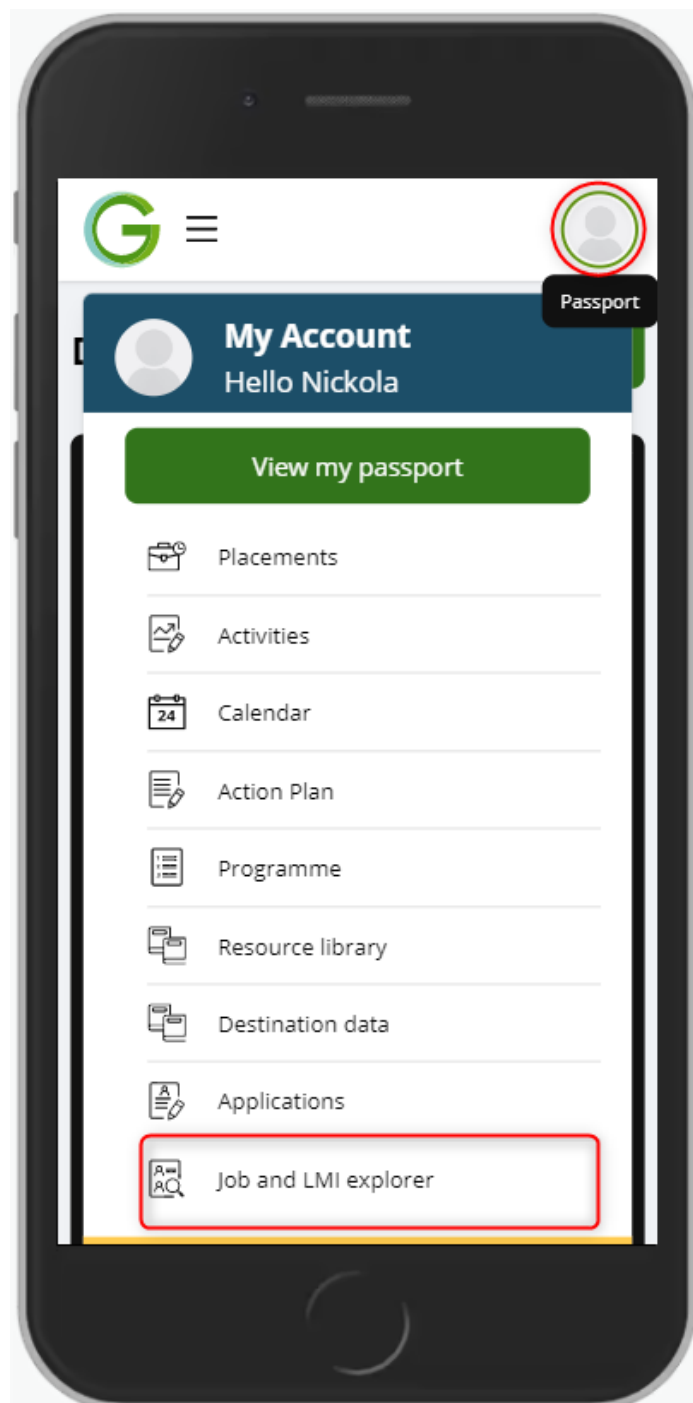 G
Passport
D
My Account
Hello Nickola
View my passport
Placements
Activities
24
Calendar
Action Plan
Programme
Resource library
Destination data
Applications
Job and LMI explorer